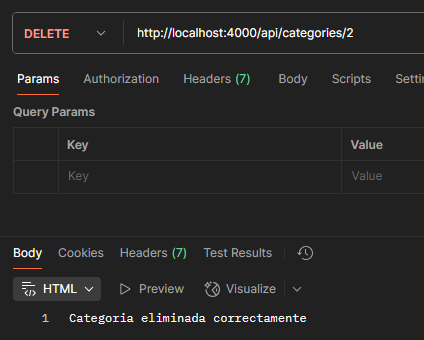 DELETE http://localhost:4000/api/categories/2
Params Authorization Headers (7) Body Scripts Setti
Query Params
Key Value
Key Value
Body Cookies Headers (7) Test Results
HTML Preview Visualize
1 Categoria eliminada correctamente